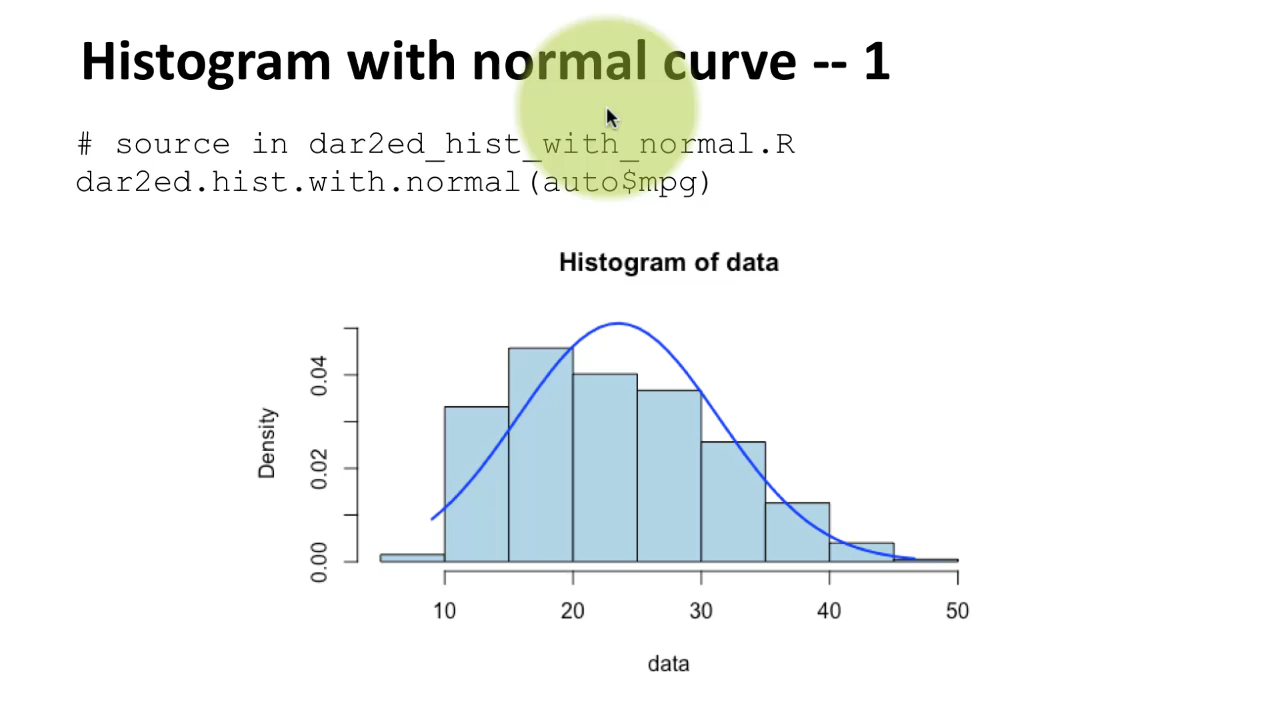 Histogram with normal curve -- 1
# source in dar2ed_hist_with_normal.R
dar2ed.hist.with.normal(auto$mpg)
Histogram of data
Density
0.04
0.02
0.00
10 20 30 40 50
data